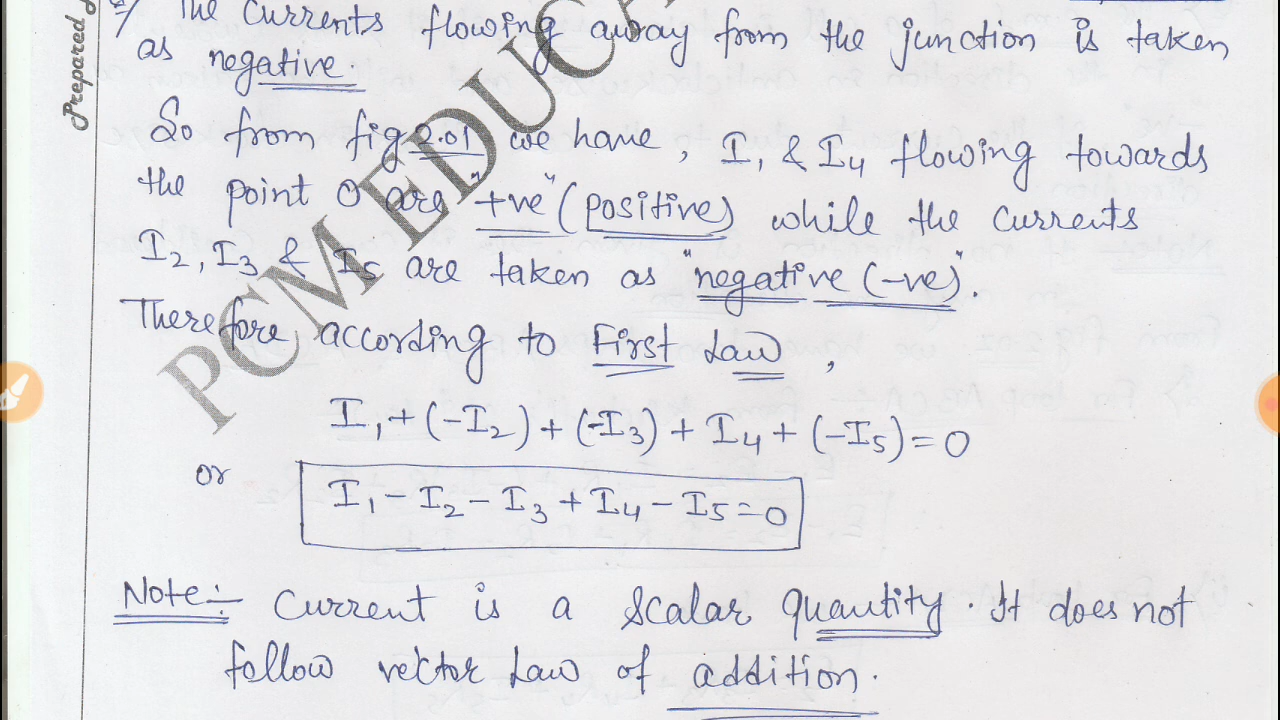 The currents flowing away from the junction is taken
as negative
So from fig 2.01 we have, I1 & I4 flowing towards
the point O are "+ve" (positive) while the currents
I2, I3 & I5 are taken as "negative (-ve)".
Therefore, according to First Law,
I1 + (-I2) + (-I3) + I4 + (-I5) = 0
or
I1 - I2 - I3 + I4 - I5 = 0
Note:- Current is a scalar quantity. It does not
follow vector Law of addition.
Prepared
PCM EDUC